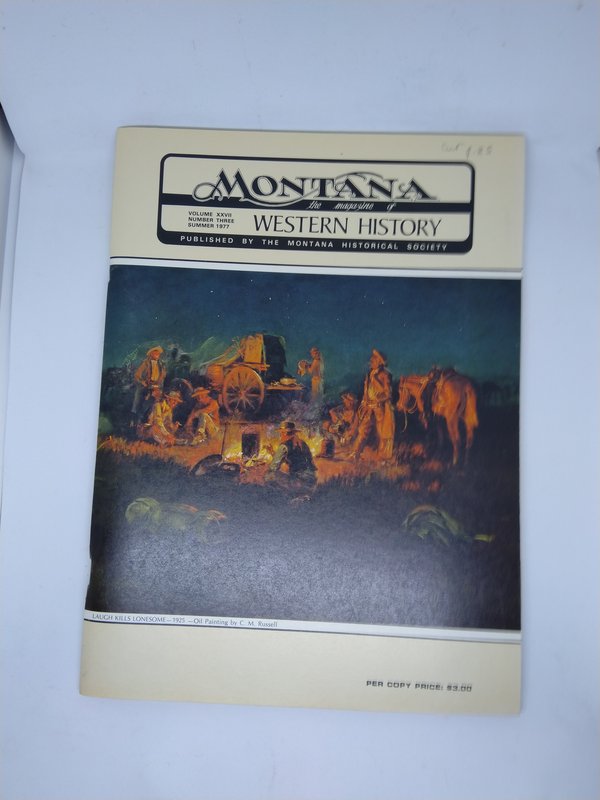 MONTANA
the magazine of
VOLUME XXVII
NUMBER THREE
SUMMER 1977
WESTERN HISTORY
PUBLISHED BY THE MONTANA HISTORICAL SOCIETY
LAUGH KILLS LONESOME—1925 —Oil Painting by C. M. Russell
PER COPY PRICE: $3.00